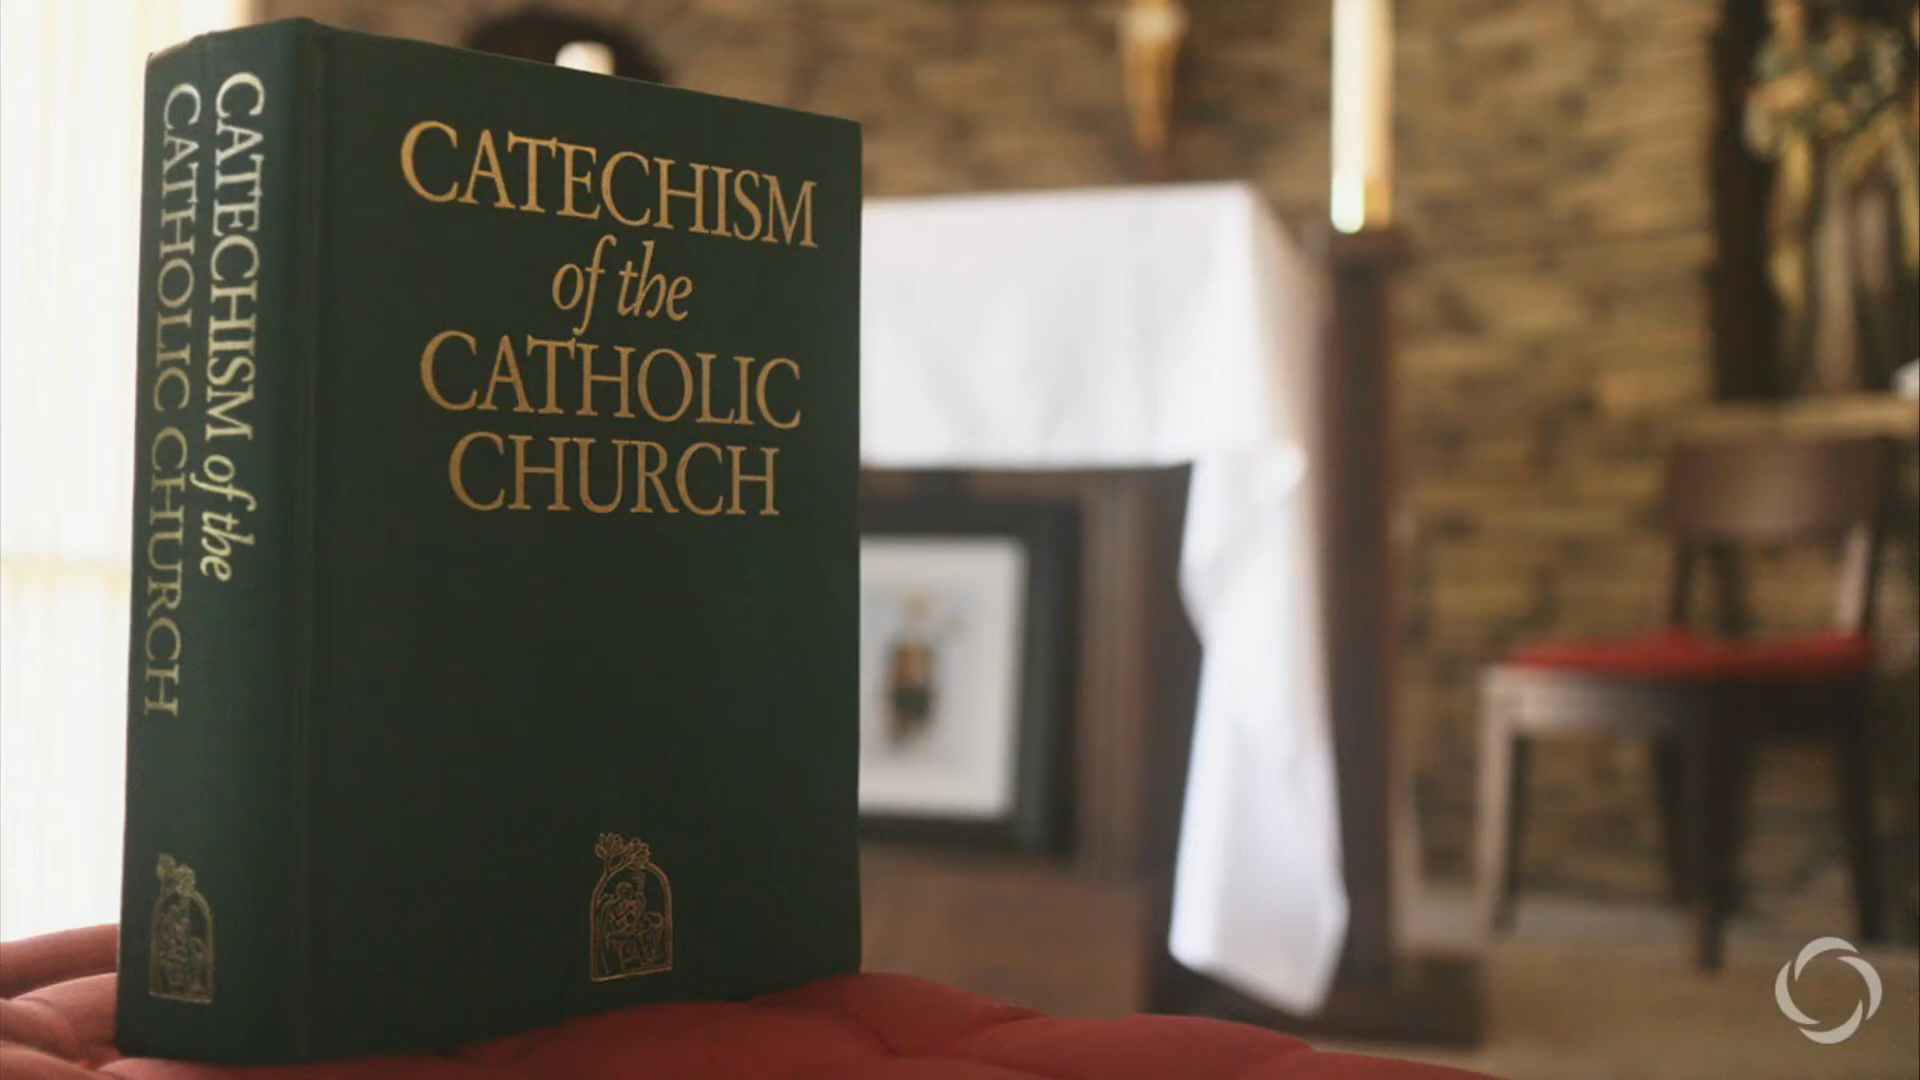 CATECHISM of the
CATHOLIC CHURCH
CATECHISM
of the
CATHOLIC
CHURCH